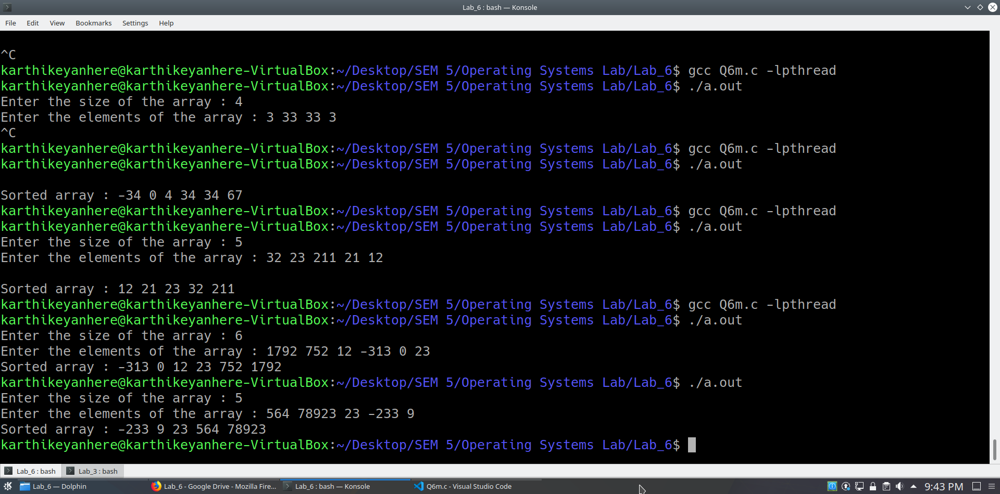 Lab_6 : bash — Konsole
File Edit View Bookmarks Settings Help
^C
karthikeyanhere@karthikeyanhere-VirtualBox:~/Desktop/SEM 5/Operating Systems Lab/Lab_6$ gcc Q6m.c -lpthread
karthikeyanhere@karthikeyanhere-VirtualBox:~/Desktop/SEM 5/Operating Systems Lab/Lab_6$ ./a.out
Enter the size of the array : 4
Enter the elements of the array : 3 33 33 3
^C
karthikeyanhere@karthikeyanhere-VirtualBox:~/Desktop/SEM 5/Operating Systems Lab/Lab_6$ gcc Q6m.c -lpthread
karthikeyanhere@karthikeyanhere-VirtualBox:~/Desktop/SEM 5/Operating Systems Lab/Lab_6$ ./a.out
Sorted array : -34 0 4 34 34 67
karthikeyanhere@karthikeyanhere-VirtualBox:~/Desktop/SEM 5/Operating Systems Lab/Lab_6$ gcc Q6m.c -lpthread
karthikeyanhere@karthikeyanhere-VirtualBox:~/Desktop/SEM 5/Operating Systems Lab/Lab_6$ ./a.out
Enter the size of the array : 5
Enter the elements of the array : 32 23 211 21 12
Sorted array : 12 21 23 32 211
karthikeyanhere@karthikeyanhere-VirtualBox:~/Desktop/SEM 5/Operating Systems Lab/Lab_6$ gcc Q6m.c -lpthread
karthikeyanhere@karthikeyanhere-VirtualBox:~/Desktop/SEM 5/Operating Systems Lab/Lab_6$ ./a.out
Enter the size of the array : 6
Enter the elements of the array : 1792 752 12 -313 0 23
Sorted array : -313 0 12 23 752 1792
karthikeyanhere@karthikeyanhere-VirtualBox:~/Desktop/SEM 5/Operating Systems Lab/Lab_6$ ./a.out
Enter the size of the array : 5
Enter the elements of the array : 564 78923 23 -233 9
Sorted array : -233 9 23 564 78923
karthikeyanhere@karthikeyanhere-VirtualBox:~/Desktop/SEM 5/Operating Systems Lab/Lab_6$
Lab_6 : bash Lab_3 : bash
Lab_6 — Dolphin Lab_6 - Google Drive - Mozilla Fire... Lab_6 : bash — Konsole Q6m.c - Visual Studio Code 9:43 PM